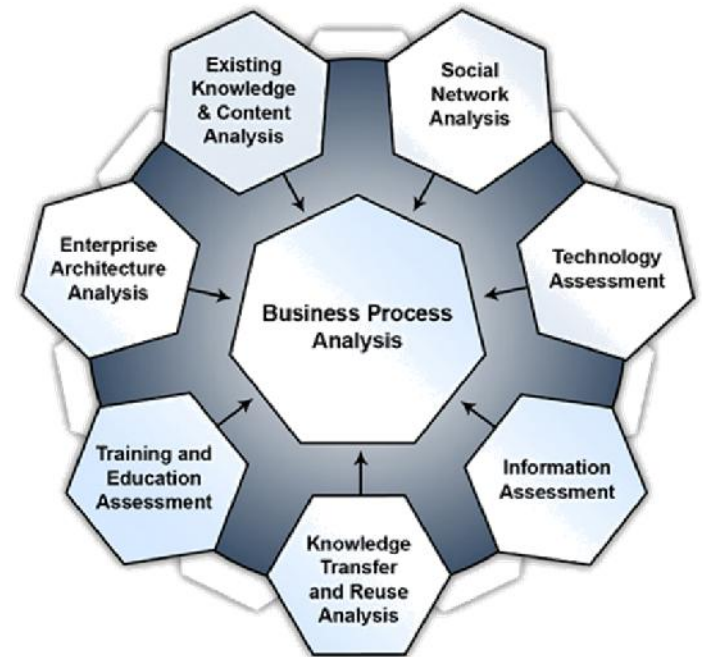 Existing
Knowledge
& Content
Analysis
Social
Network
Analysis
Enterprise
Architecture
Analysis
Technology
Assessment
Business Process
Analysis
Training and
Education
Assessment
Information
Assessment
Knowledge
Transfer
and Reuse
Analysis